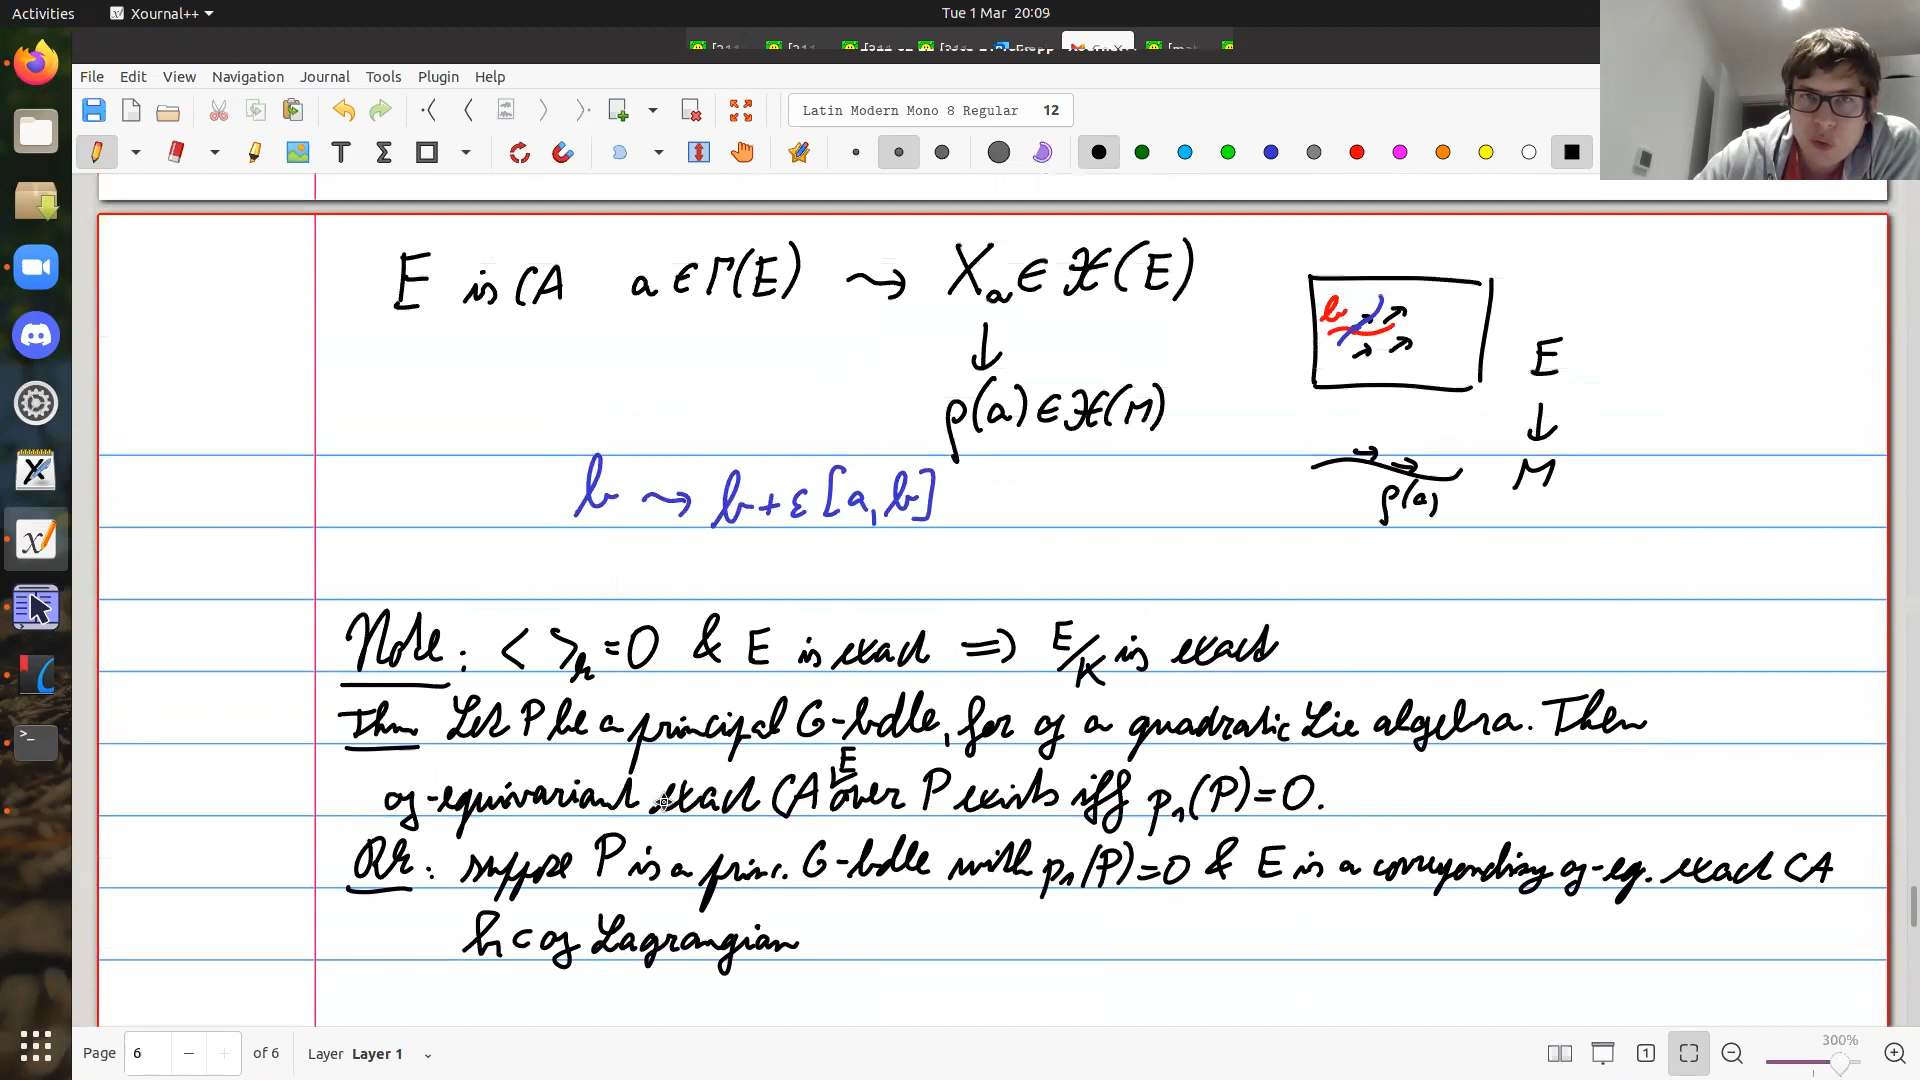 Activities Xournal++ Tue 1 Mar 20:09
File Edit View Navigation Journal Tools Plugin Help
Latin Modern Mono 8 Regular 12
E is CA a ∈ Γ(E) ⇝ X_a ∈ 𝔛(E)
↓
ρ(a) ∈ 𝔛(M)
b
E
↓
M
ρ(a)
b ⇝ b + ε [a, b]
Note: < >_h = 0 & E is exact ⇒ E/K is exact
Thm Let P be a principal G-bdle, for 𝔤 a quadratic Lie algebra. Then
𝔤-equivariant exact CA E over P exists iff p₁(P) = 0.
: suppose P is a princ. G-bdle with p₁(P) = 0 & E is a corresponding 𝔤-eq. exact CA
h ⊂ 𝔤 Lagrangian
Page 6 of 6 Layer Layer 1 300%